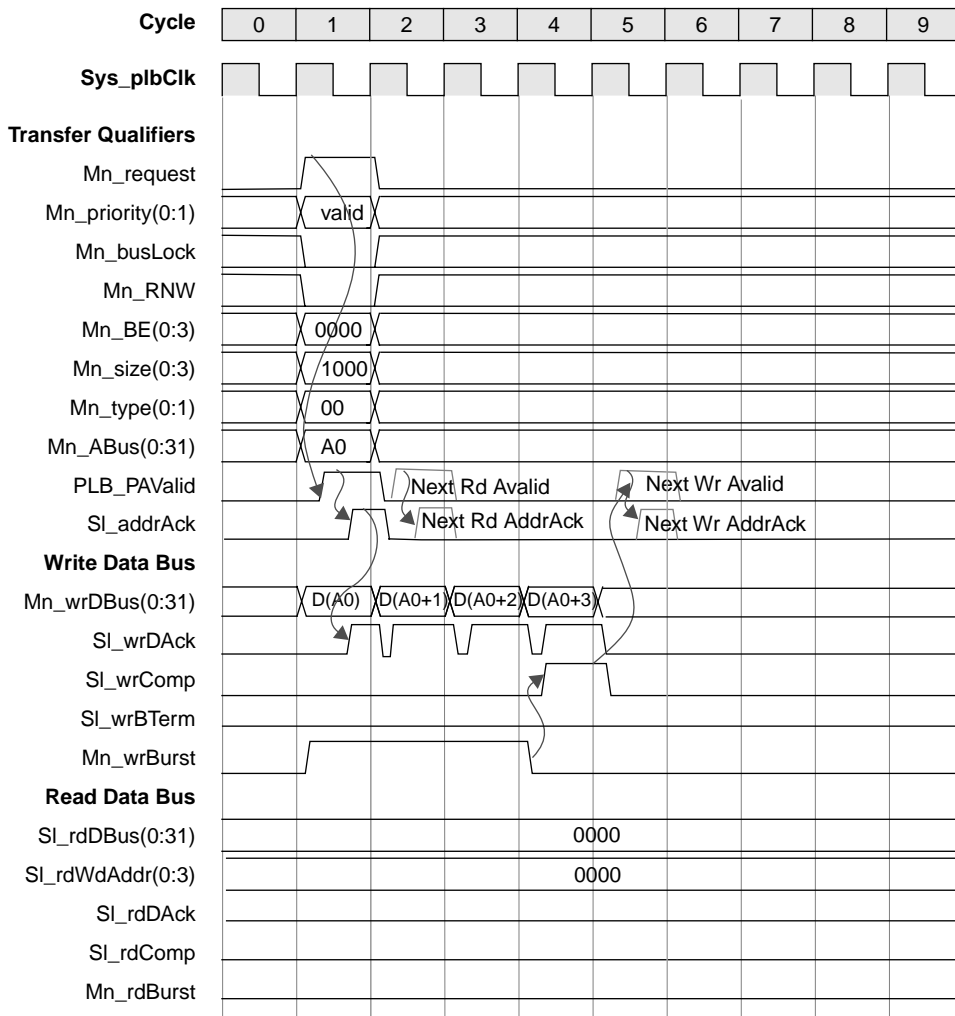 Cycle 0 1 2 3 4 5 6 7 8 9
Sys_plbClk
Transfer Qualifiers
Mn_request
Mn_priority(0:1) valid
Mn_busLock
Mn_RNW
Mn_BE(0:3) 0000
Mn_size(0:3) 1000
Mn_type(0:1) 00
Mn_ABus(0:31) A0
PLB_PAValid Next Rd Avalid Next Wr Avalid
Sl_addrAck Next Rd AddrAck Next Wr AddrAck
Write Data Bus
Mn_wrDBus(0:31) D(A0) D(A0+1) D(A0+2) D(A0+3)
Sl_wrDAck
Sl_wrComp
Sl_wrBTerm
Mn_wrBurst
Read Data Bus
Sl_rdDBus(0:31) 0000
Sl_rdWdAddr(0:3) 0000
Sl_rdDAck
Sl_rdComp
Mn_rdBurst